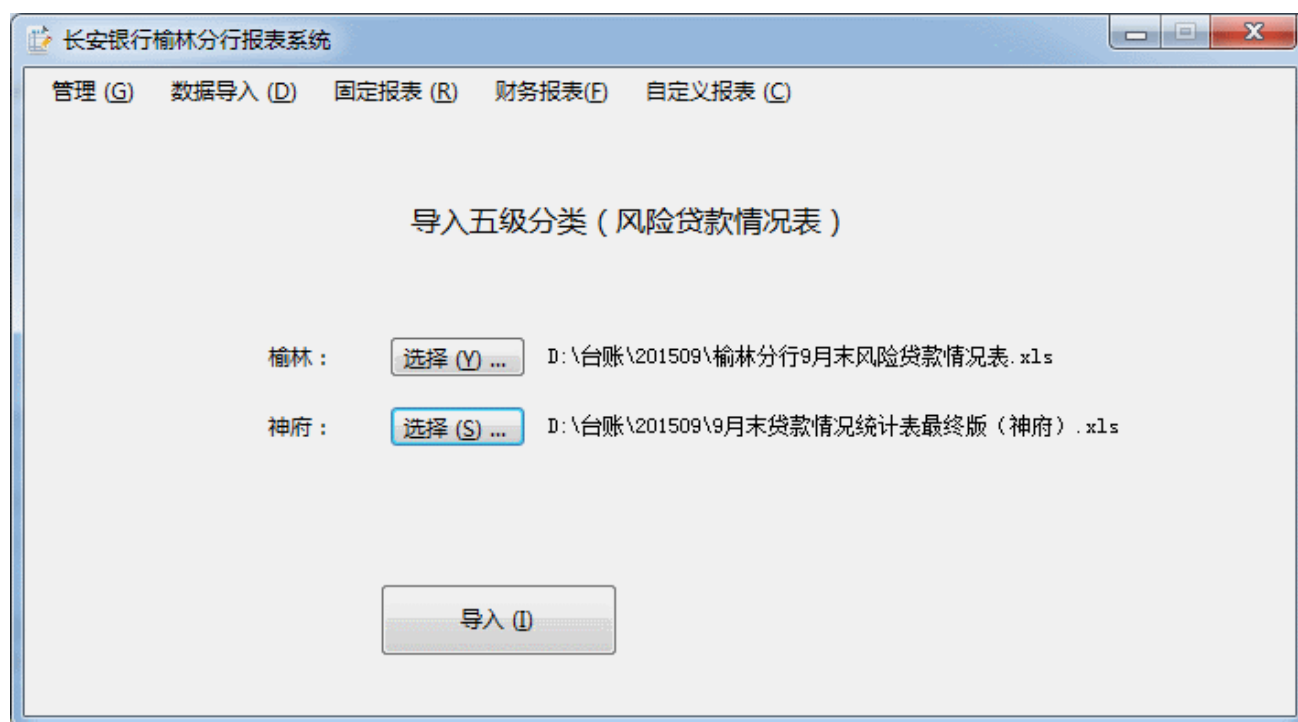 长安银行榆林分行报表系统
管理 (G) 数据导入 (D) 固定报表 (R) 财务报表(F) 自定义报表 (C)
导入五级分类（风险贷款情况表）
榆林： 选择 (Y) ... D:\台账\201509\榆林分行9月末风险贷款情况表.xls
神府： 选择 (S) ... D:\台账\201509\9月末贷款情况统计表最终版（神府）.xls
导入 (I)